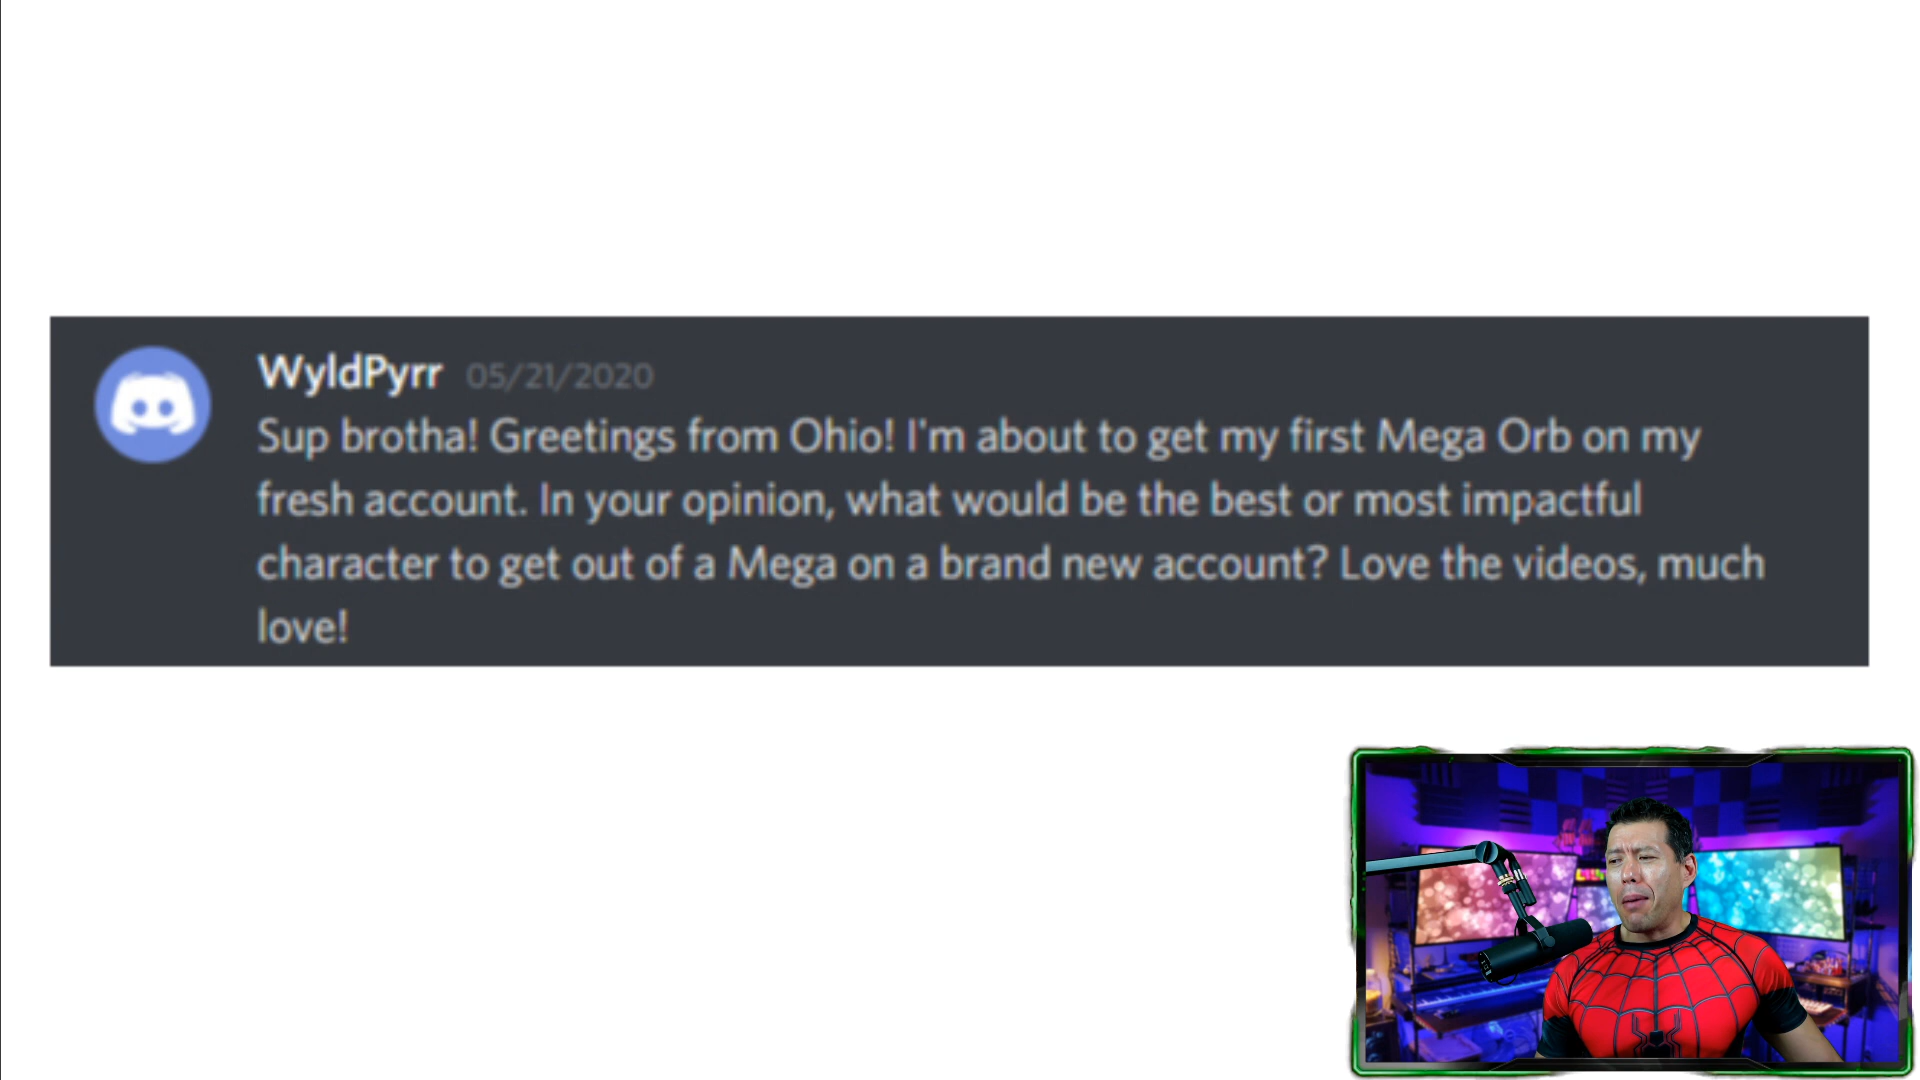 WyldPyrr 05/21/2020
Sup brotha! Greetings from Ohio! I'm about to get my first Mega Orb on my
fresh account. In your opinion, what would be the best or most impactful
character to get out of a Mega on a brand new account? Love the videos, much
love!